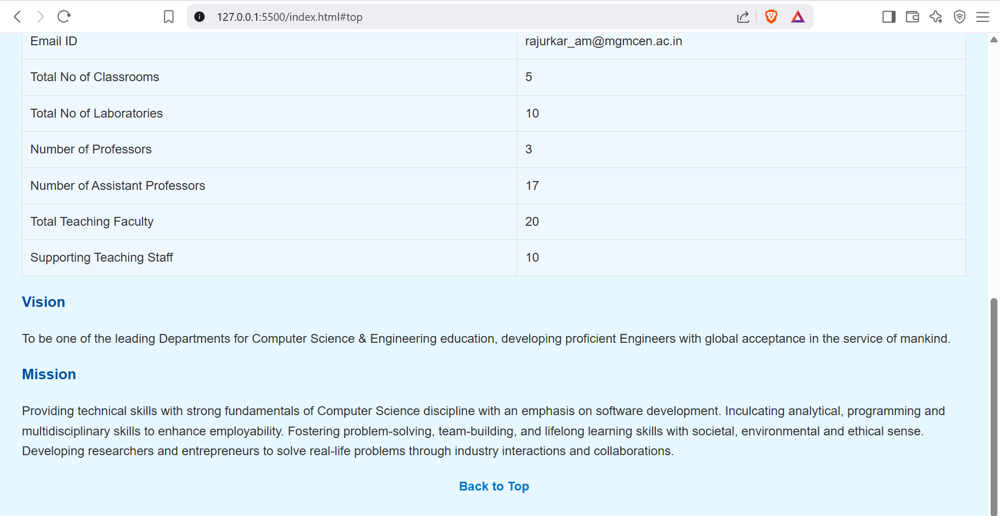 127.0.0.1:5500/index.html#top
Email ID rajurkar_am@mgmcen.ac.in
Total No of Classrooms 5
Total No of Laboratories 10
Number of Professors 3
Number of Assistant Professors 17
Total Teaching Faculty 20
Supporting Teaching Staff 10
Vision
To be one of the leading Departments for Computer Science & Engineering education, developing proficient Engineers with global acceptance in the service of mankind.
Mission
Providing technical skills with strong fundamentals of Computer Science discipline with an emphasis on software development. Inculcating analytical, programming and
multidisciplinary skills to enhance employability. Fostering problem-solving, team-building, and lifelong learning skills with societal, environmental and ethical sense.
Developing researchers and entrepreneurs to solve real-life problems through industry interactions and collaborations.
Back to Top